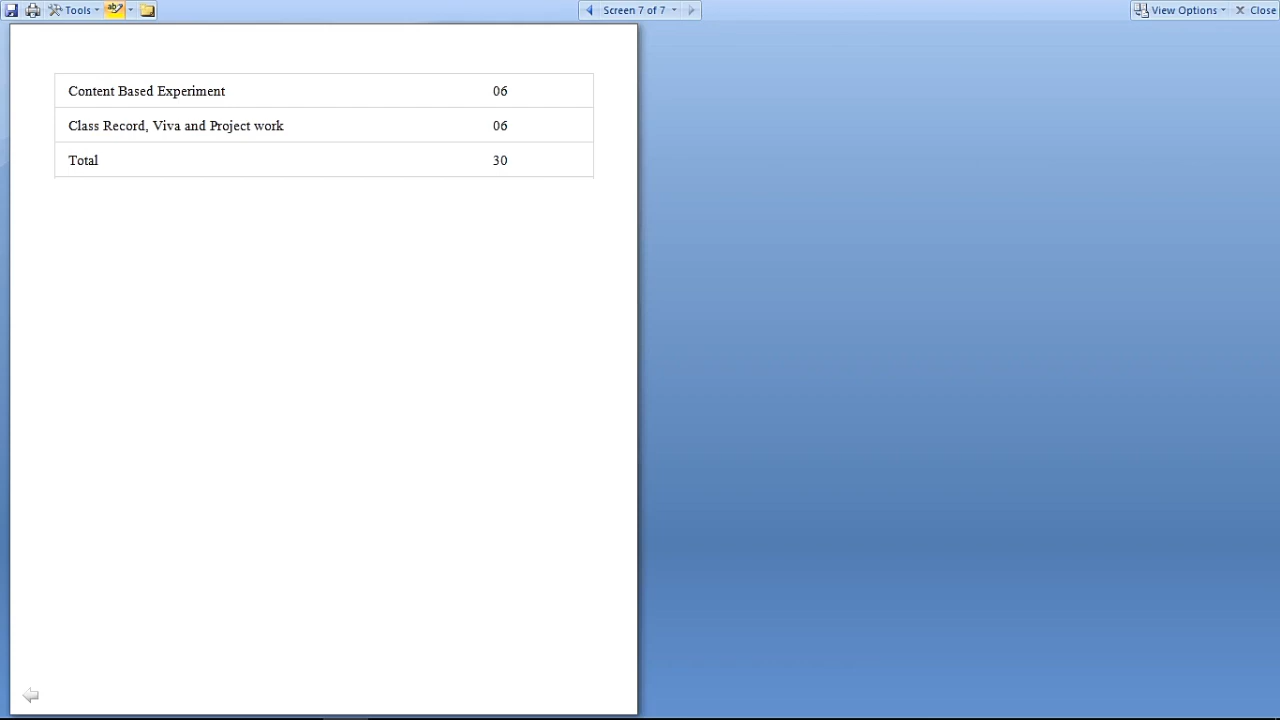 Tools
Screen 7 of 7
View Options
Close
Content Based Experiment 06
Class Record, Viva and Project work 06
Total 30